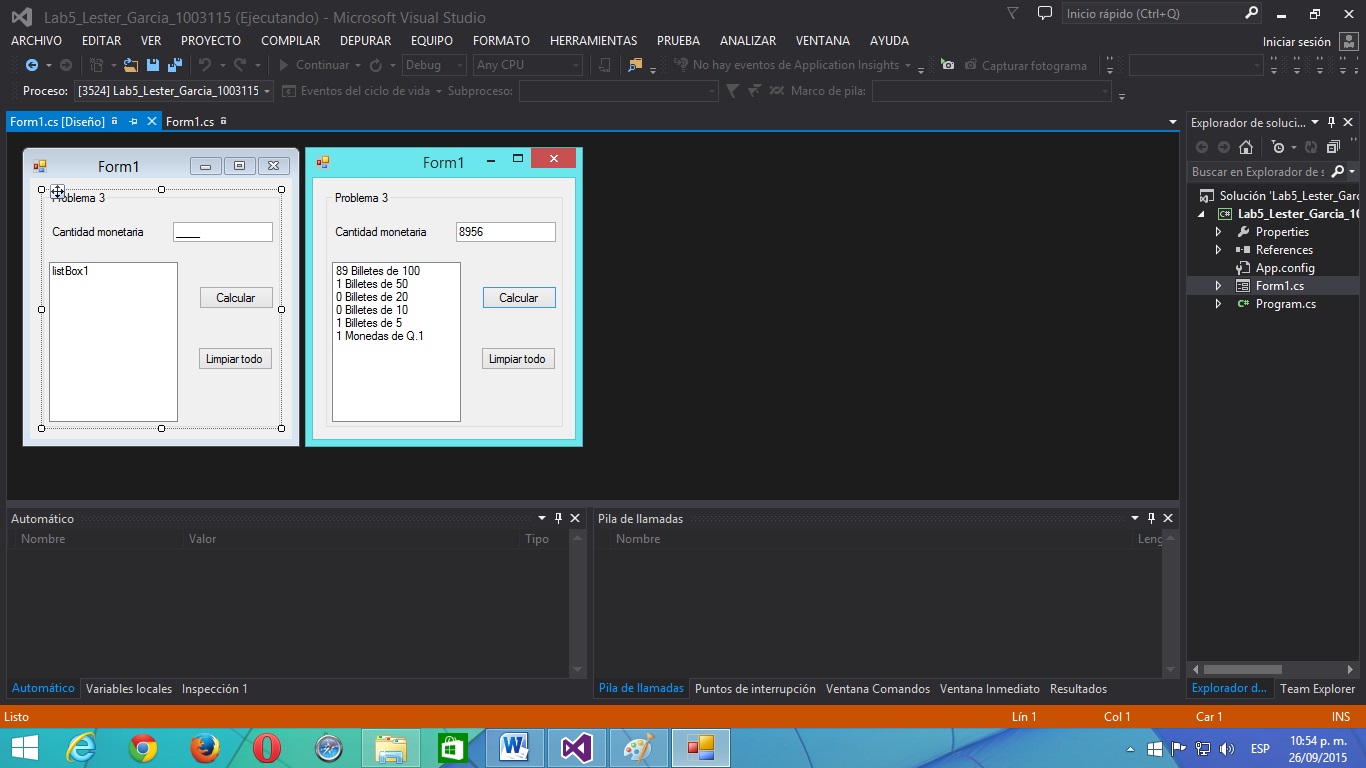 Lab5_Lester_Garcia_1003115 (Ejecutando) - Microsoft Visual Studio
Inicio rápido (Ctrl+Q)
ARCHIVO EDITAR VER PROYECTO COMPILAR DEPURAR EQUIPO FORMATO HERRAMIENTAS PRUEBA ANALIZAR VENTANA AYUDA
Iniciar sesión
Continuar Debug Any CPU No hay eventos de Application Insights Capturar fotograma
Proceso: [3524] Lab5_Lester_Garcia_1003115 Eventos del ciclo de vida Subproceso: Marco de pila:
Form1.cs [Diseño] Form1.cs
Form1
Problema 3
Cantidad monetaria ____
listBox1
Calcular
Limpiar todo
Form1
Problema 3
Cantidad monetaria 8956
89 Billetes de 100
1 Billetes de 50
0 Billetes de 20
0 Billetes de 10
1 Billetes de 5
1 Monedas de Q.1
Calcular
Limpiar todo
Explorador de soluci...
Buscar en Explorador de s
Solución 'Lab5_Lester_Garc
Lab5_Lester_Garcia_10
Properties
References
App.config
Form1.cs
Program.cs
Automático
Nombre Valor Tipo
Automático Variables locales Inspección 1
Pila de llamadas
Nombre Leng
Pila de llamadas Puntos de interrupción Ventana Comandos Ventana Inmediato Resultados
Explorador d... Team Explorer
Listo Lín 1 Col 1 Car 1 INS
ESP
10:54 p. m.
26/09/2015